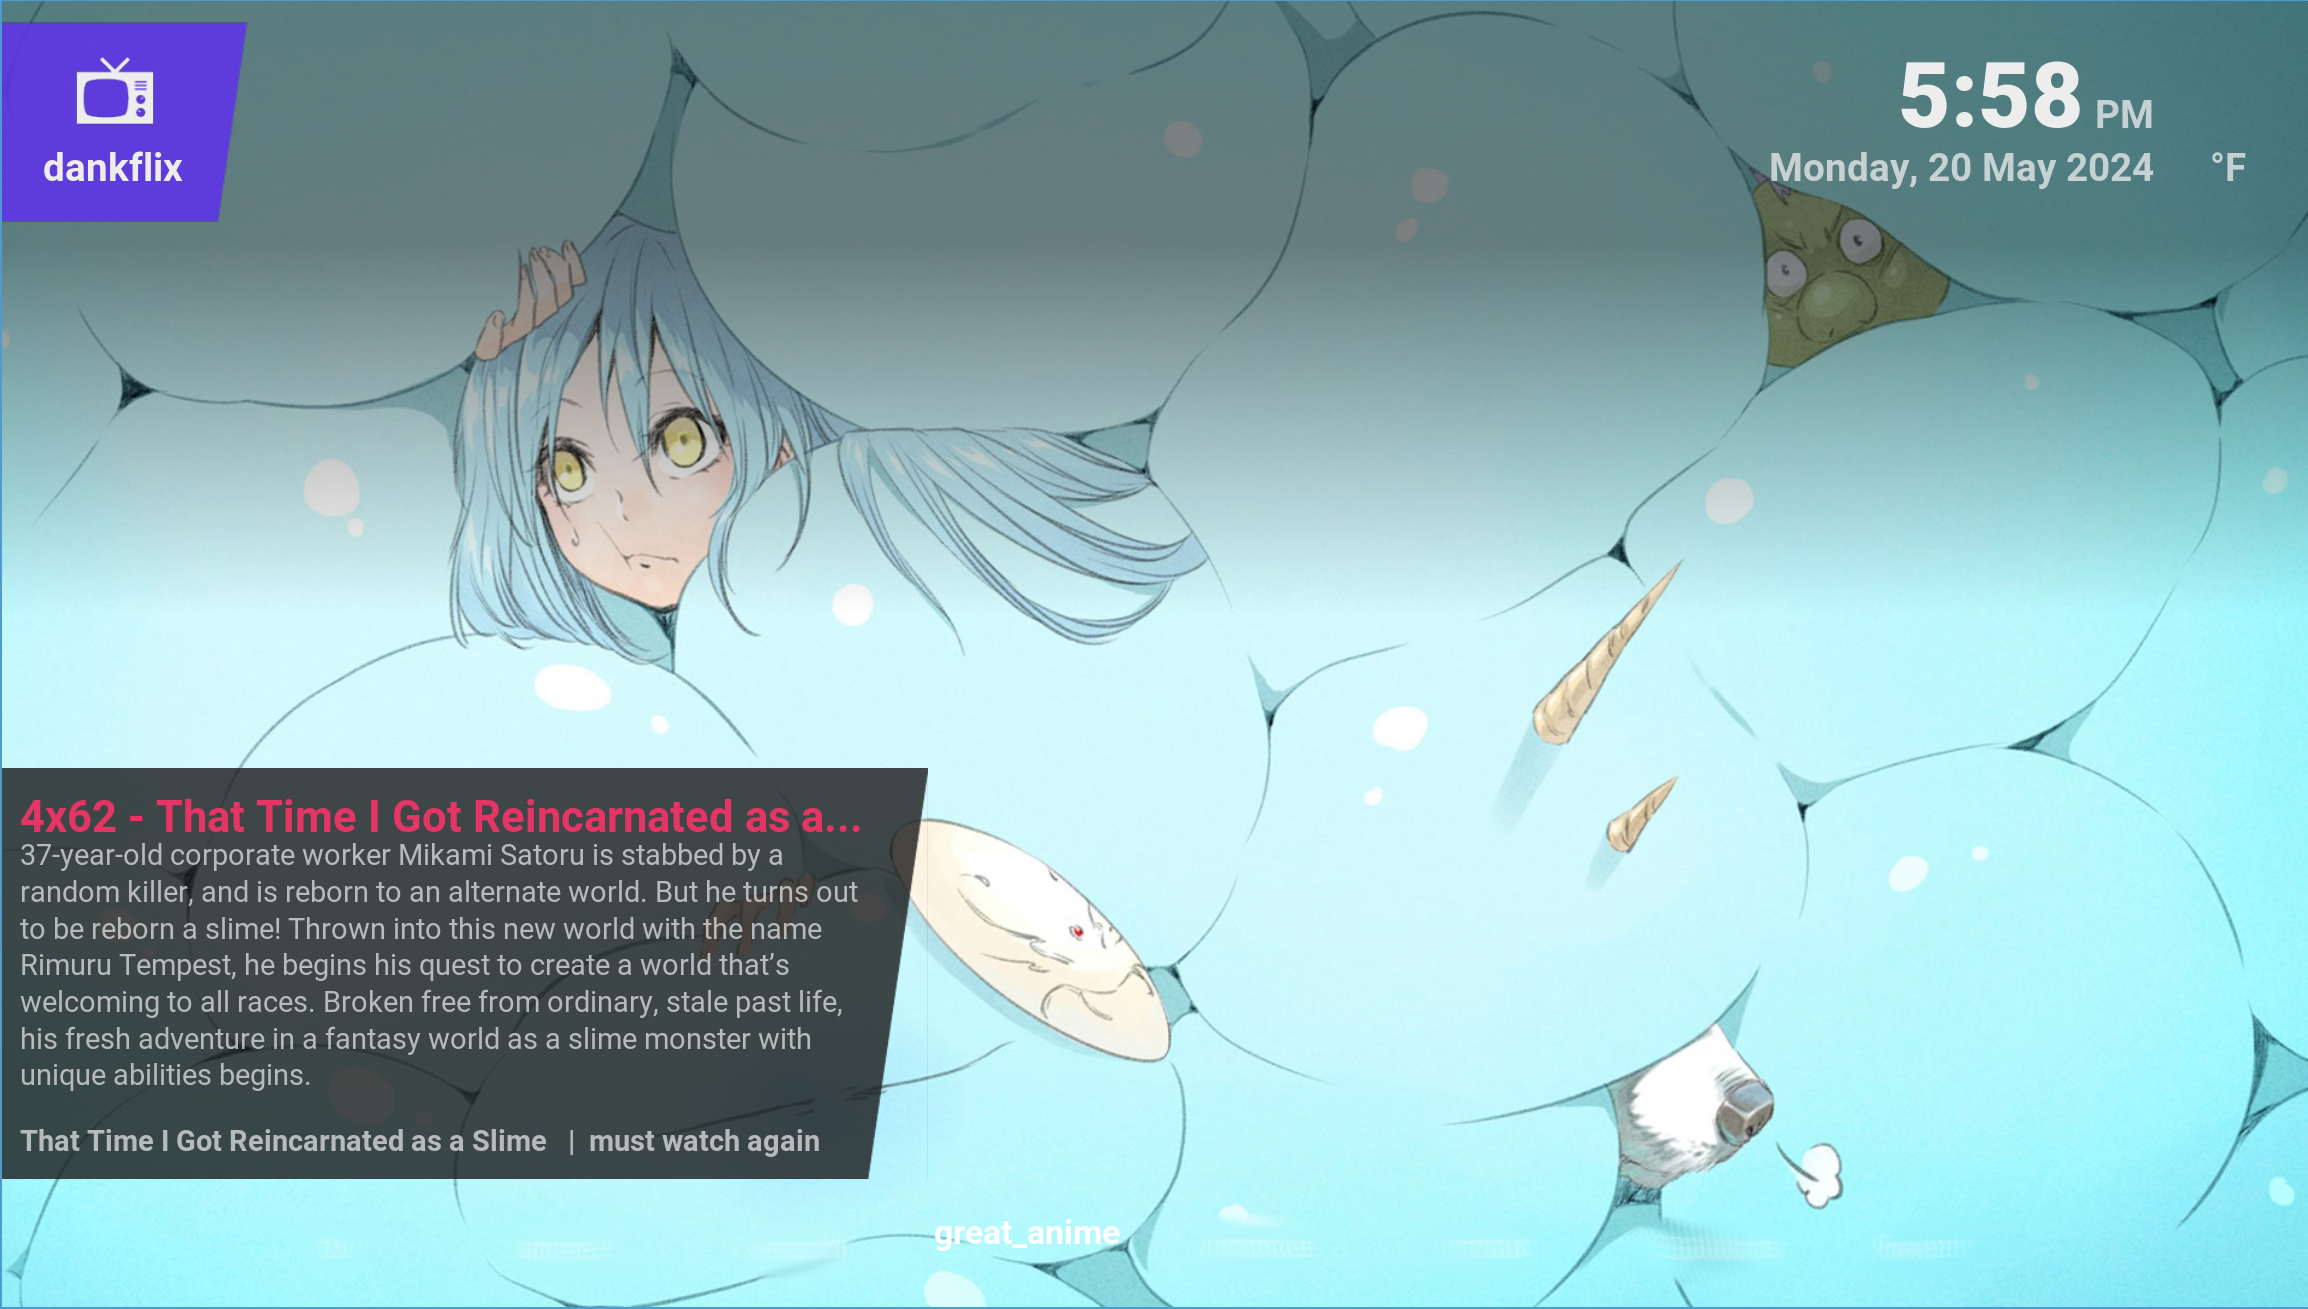 dankflix
5:58 PM
Monday, 20 May 2024 °F
4x62 - That Time I Got Reincarnated as a...
37-year-old corporate worker Mikami Satoru is stabbed by a
random killer, and is reborn to an alternate world. But he turns out
to be reborn a slime! Thrown into this new world with the name
Rimuru Tempest, he begins his quest to create a world that’s
welcoming to all races. Broken free from ordinary, stale past life,
his fresh adventure in a fantasy world as a slime monster with
unique abilities begins.
That Time I Got Reincarnated as a Slime | must watch again
great_anime